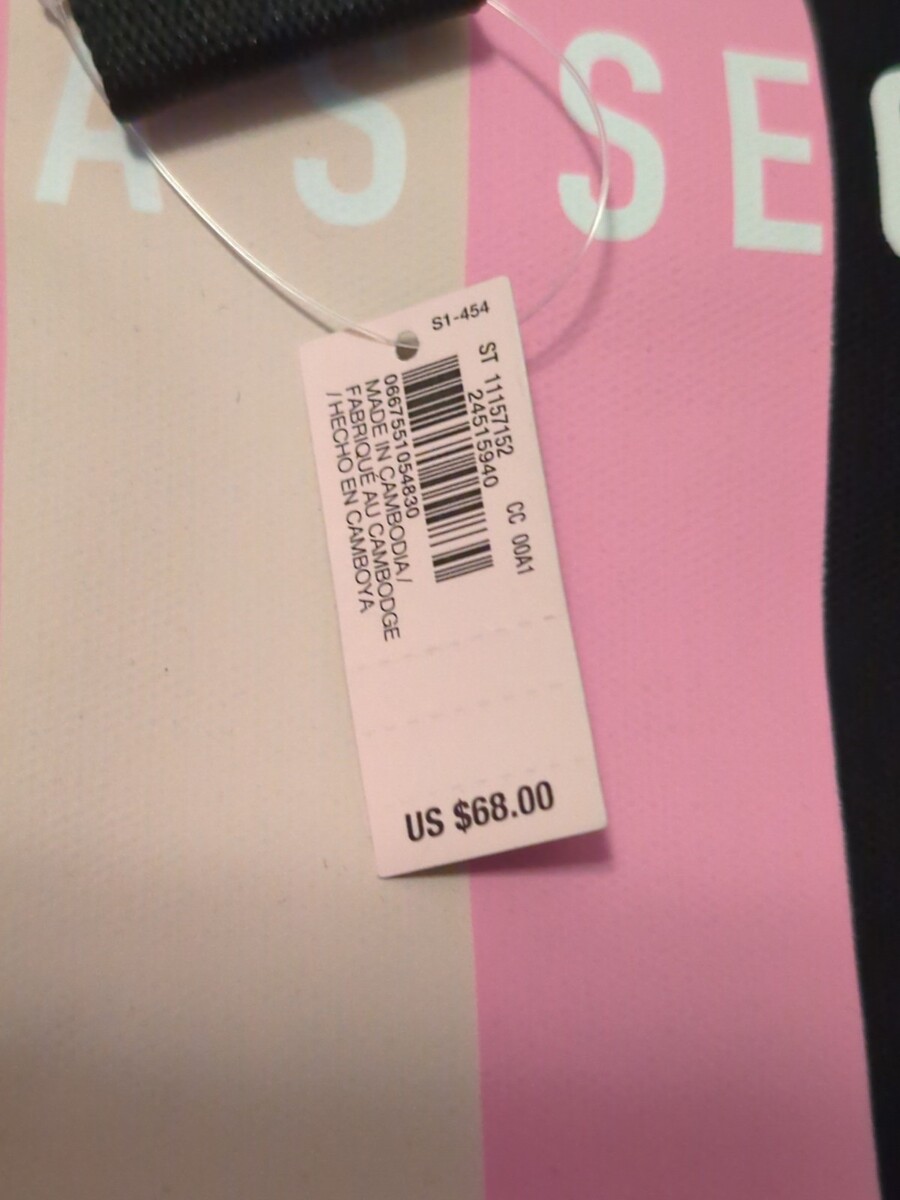 A S SE
S1-454
ST 11157152 CC 00A1
24515940
0667551054830
MADE IN CAMBODIA /
FABRIQUÉ AU CAMBODGE
/ HECHO EN CAMBOYA
US $68.00